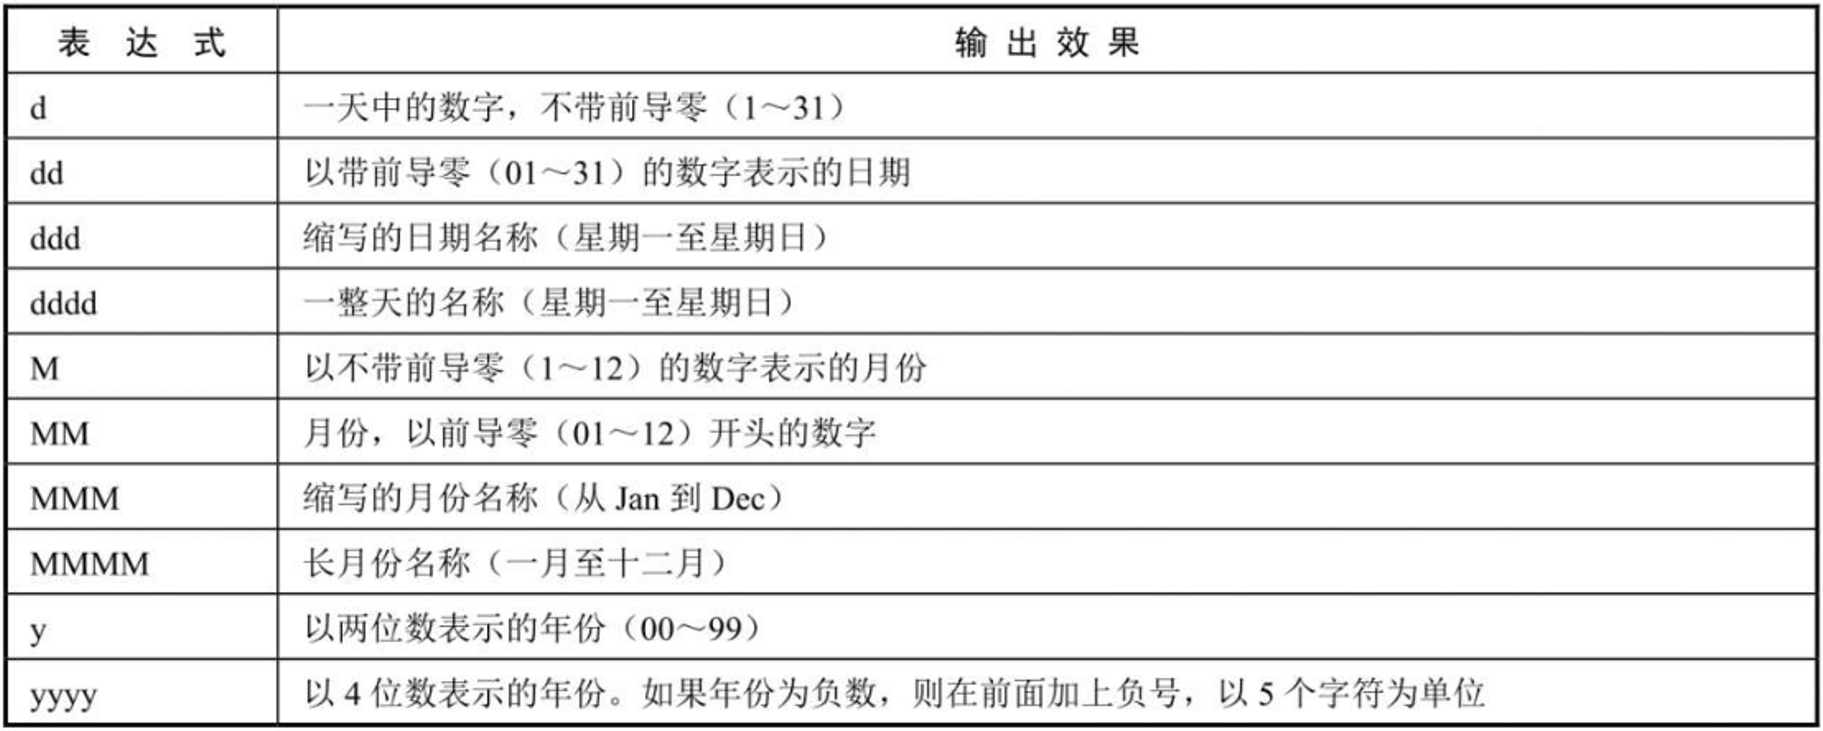 表达式 输出效果
d 一天中的数字，不带前导零（1～31）
dd 以带前导零（01～31）的数字表示的日期
ddd 缩写的日期名称（星期一至星期日）
dddd 一整天的名称（星期一至星期日）
M 以不带前导零（1～12）的数字表示的月份
MM 月份，以前导零（01～12）开头的数字
MMM 缩写的月份名称（从 Jan 到 Dec）
MMMM 长月份名称（一月至十二月）
y 以两位数表示的年份（00～99）
yyyy 以 4 位数表示的年份。如果年份为负数，则在前面加上负号，以 5 个字符为单位